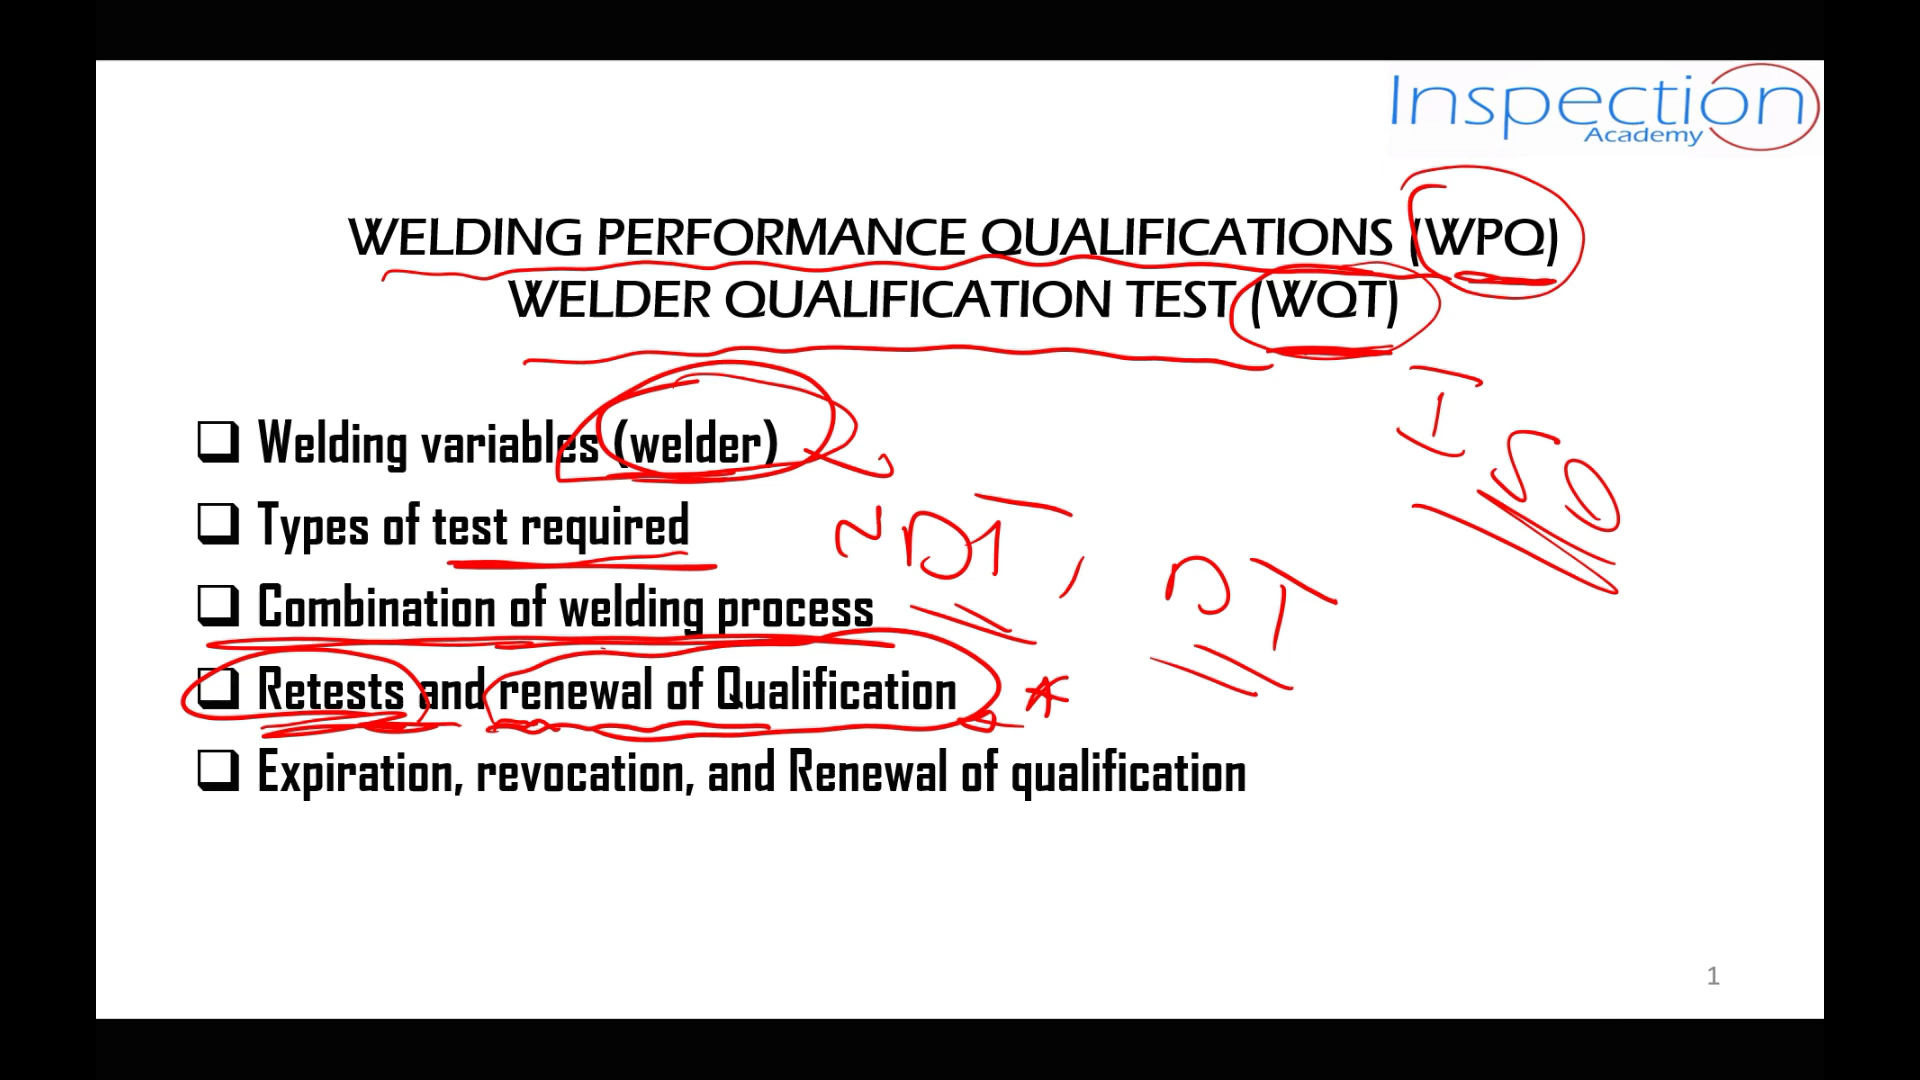 Inspection
Academy
WELDING PERFORMANCE QUALIFICATIONS (WPQ)
WELDER QUALIFICATION TEST (WQT)
ISO
Welding variables (welder)
Types of test required
NDT, DT
Combination of welding process
Retests and renewal of Qualification *
Expiration, revocation, and Renewal of qualification
1